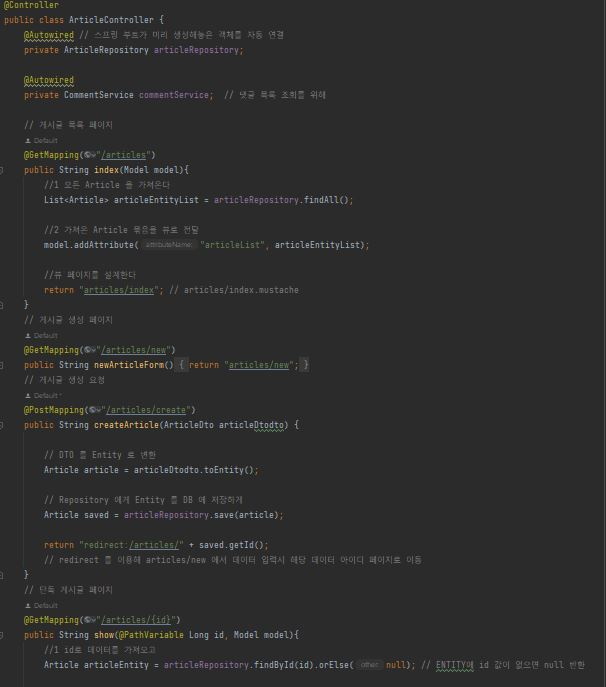 @Controller
public class ArticleController {
@Autowired // 스프링 부트가 미리 생성해놓은 객체를 자동 연결
private ArticleRepository articleRepository;
@Autowired
private CommentService commentService; // 댓글 목록 조회를 위해
// 게시글 목록 페이지
Default
@GetMapping("/articles")
public String index(Model model){
//1 모든 Article 을 가져온다
List<Article> articleEntityList = articleRepository.findAll();
//2 가져온 Article 묶음을 뷰로 전달
model.addAttribute( attributeName: "articleList", articleEntityList);
//뷰 페이지를 설계한다
return "articles/index"; // articles/index.mustache
}
// 게시글 생성 페이지
Default
@GetMapping("/articles/new")
public String newArticleForm() { return "articles/new"; }
// 게시글 생성 요청
Default *
@PostMapping("/articles/create")
public String createArticle(ArticleDto articleDtodto) {
// DTO 를 Entity 로 변환
Article article = articleDtodto.toEntity();
// Repository 에게 Entity 를 DB 에 저장하게
Article saved = articleRepository.save(article);
return "redirect:/articles/" + saved.getId();
// redirect 를 이용해 articles/new 에서 데이터 입력시 해당 데이터 아이디 페이지로 이동
}
// 단독 게시글 페이지
Default
@GetMapping("/articles/{id}")
public String show(@PathVariable Long id, Model model){
//1 id로 데이터를 가져오고
Article articleEntity = articleRepository.findById(id).orElse( other: null); // ENTITY에 id 값이 없으면 null 반환